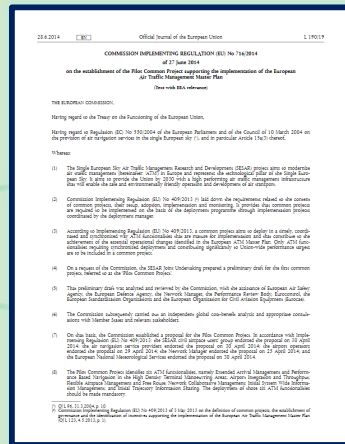 28.6.2014 EN Official Journal of the European Union L 190/19
COMMISSION IMPLEMENTING REGULATION (EU) No 716/2014
of 27 June 2014
on the establishment of the Pilot Common Project supporting the implementation of the European
Air Traffic Management Master Plan
(Text with EEA relevance)
THE EUROPEAN COMMISSION,
Having regard to the Treaty on the Functioning of the European Union,
Having regard to Regulation (EC) No 550/2004 of the European Parliament and of the Council of 10 March 2004 on
the provision of air navigation services in the single European sky (¹), and in particular Article 15a(3) thereof,
Whereas:
(1) The Single European Sky Air Traffic Management Research and Development (SESAR) project aims to modernise
air traffic management (hereinafter 'ATM') in Europe and represents the technological pillar of the Single Euro-
pean Sky. It aims to provide the Union by 2030 with a high performing air traffic management infrastructure
that will enable the safe and environmentally friendly operation and development of air transport.
(2) Commission Implementing Regulation (EU) No 409/2013 (²) laid down the requirements related to the content
of common projects, their setup, adoption, implementation and monitoring. It provides that common projects
are required to be implemented on the basis of the deployment programme through implementation projects
coordinated by the deployment manager.
(3) According to Implementing Regulation (EU) No 409/2013, a common project aims to deploy in a timely, coordi-
nated and synchronised way ATM functionalities that are mature for implementation and that contribute to the
achievement of the essential operational changes identified in the European ATM Master Plan. Only ATM func-
tionalities requiring synchronised deployment and contributing significantly to Union-wide performance targets
are to be included in a common project.
(4) On a request of the Commission, the SESAR Joint Undertaking prepared a preliminary draft for the first common
project, referred to as the 'Pilot Common Project'.
(5) This preliminary draft was analysed and reviewed by the Commission, with the assistance of European Air Safety
Agency, the European Defence Agency, the Network Manager, the Performance Review Body, Eurocontrol, the
European Standardisation Organisations and the European Organisation for Civil Aviation Equipment (Eurocae).
(6) The Commission subsequently carried out an independent global cost-benefit analysis and appropriate consult-
ations with Member States and relevant stakeholders.
(7) On this basis, the Commission established a proposal for the Pilot Common Project. In accordance with Imple-
menting Regulation (EU) No 409/2013, the SESAR civil airspace users' group endorsed the proposal on 30 April
2014, the air navigation service providers endorsed the proposal on 30 April 2014, the airport operators
endorsed the proposal on 29 April 2014, the Network Manager endorsed the proposal on 25 April 2014, and
the European National Meteorological Services endorsed the proposal on 30 April 2014.
(8) The Pilot Common Project identifies six ATM functionalities, namely Extended Arrival Management and Perform-
ance Based Navigation in the High Density Terminal Manoeuvring Areas; Airport Integration and Throughput;
Flexible Airspace Management and Free Route; Network Collaborative Management; Initial System Wide Informa-
tion Management; and Initial Trajectory Information Sharing. The deployment of those six ATM functionalities
should be made mandatory.
(¹) OJ L 96, 31.3.2004, p. 10.
(²) Commission Implementing Regulation (EU) No 409/2013 of 3 May 2013 on the definition of common projects, the establishment of
governance and the identification of incentives supporting the implementation of the European Air Traffic Management Master Plan
(OJ L 123, 4.5.2013, p. 1).